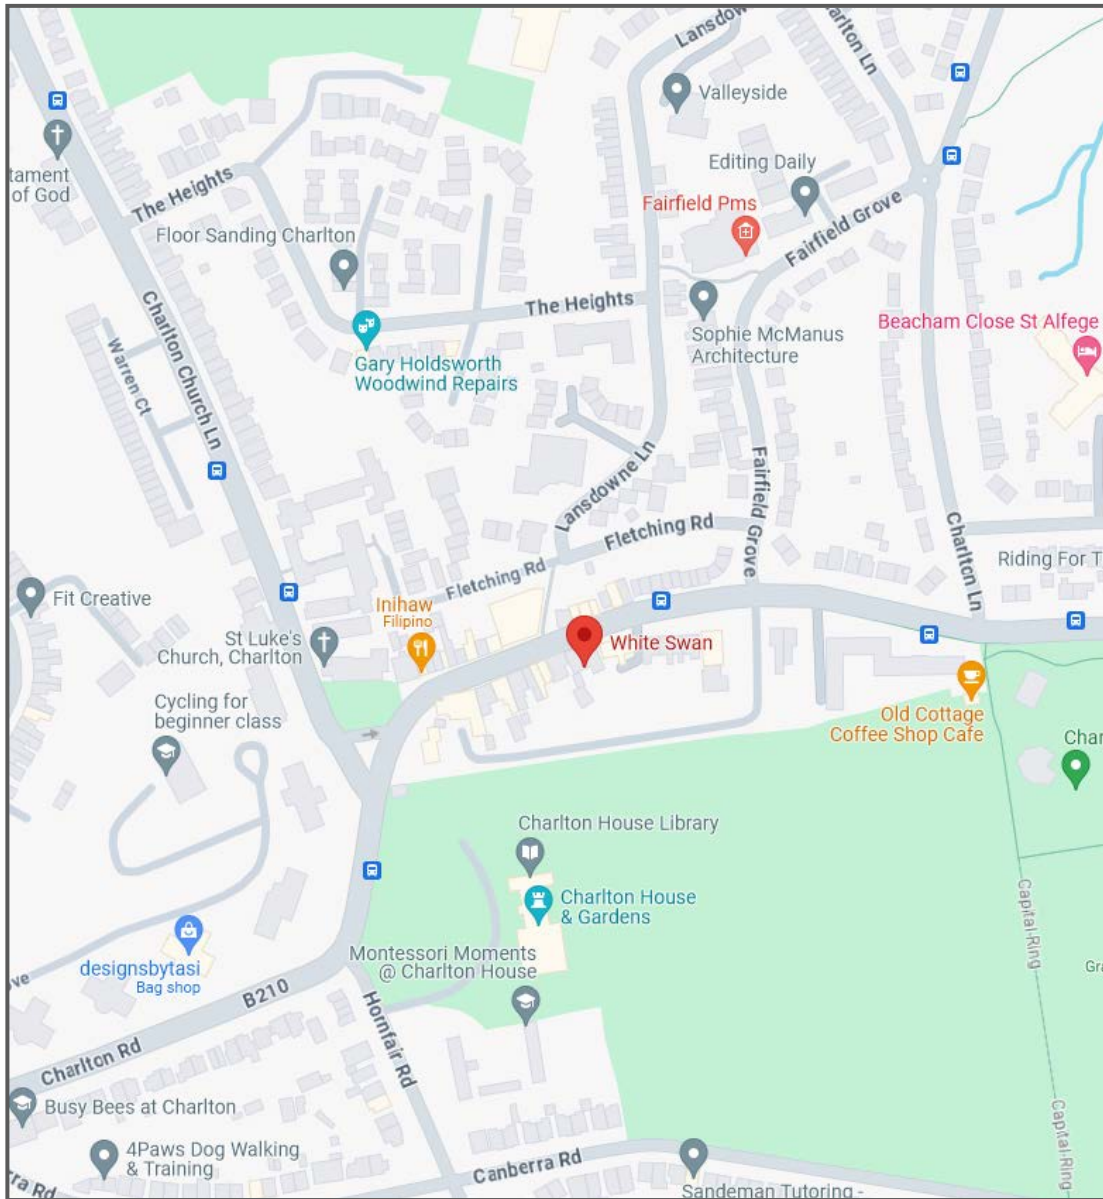 Lansdow
Charlton Ln
Valleyside
tament
of God
Editing Daily
The Heights
Fairfield Pms
Fairfield Grove
Floor Sanding Charlton
The Heights
Charlton Church Ln
Beacham Close St Alfege
Sophie McManus
Architecture
Warren Ct
Gary Holdsworth
Woodwind Repairs
Lansdowne Ln
Fairfield Grove
Fletching Rd
Charlton Ln
Riding For T
Fletching Rd
Fit Creative
Inihaw
Filipino
St Luke's
Church, Charlton
White Swan
Cycling for
beginner class
Old Cottage
Coffee Shop Cafe
Char
Charlton House Library
Charlton House
& Gardens
Capital Ring
Montessori Moments
@ Charlton House
designsbytasi
Bag shop
ve
B210
Gra
Hornfair Rd
Charlton Rd
Busy Bees at Charlton
Capital Ring
4Paws Dog Walking
& Training
Canberra Rd
rra Rd
Sandeman Tutoring -